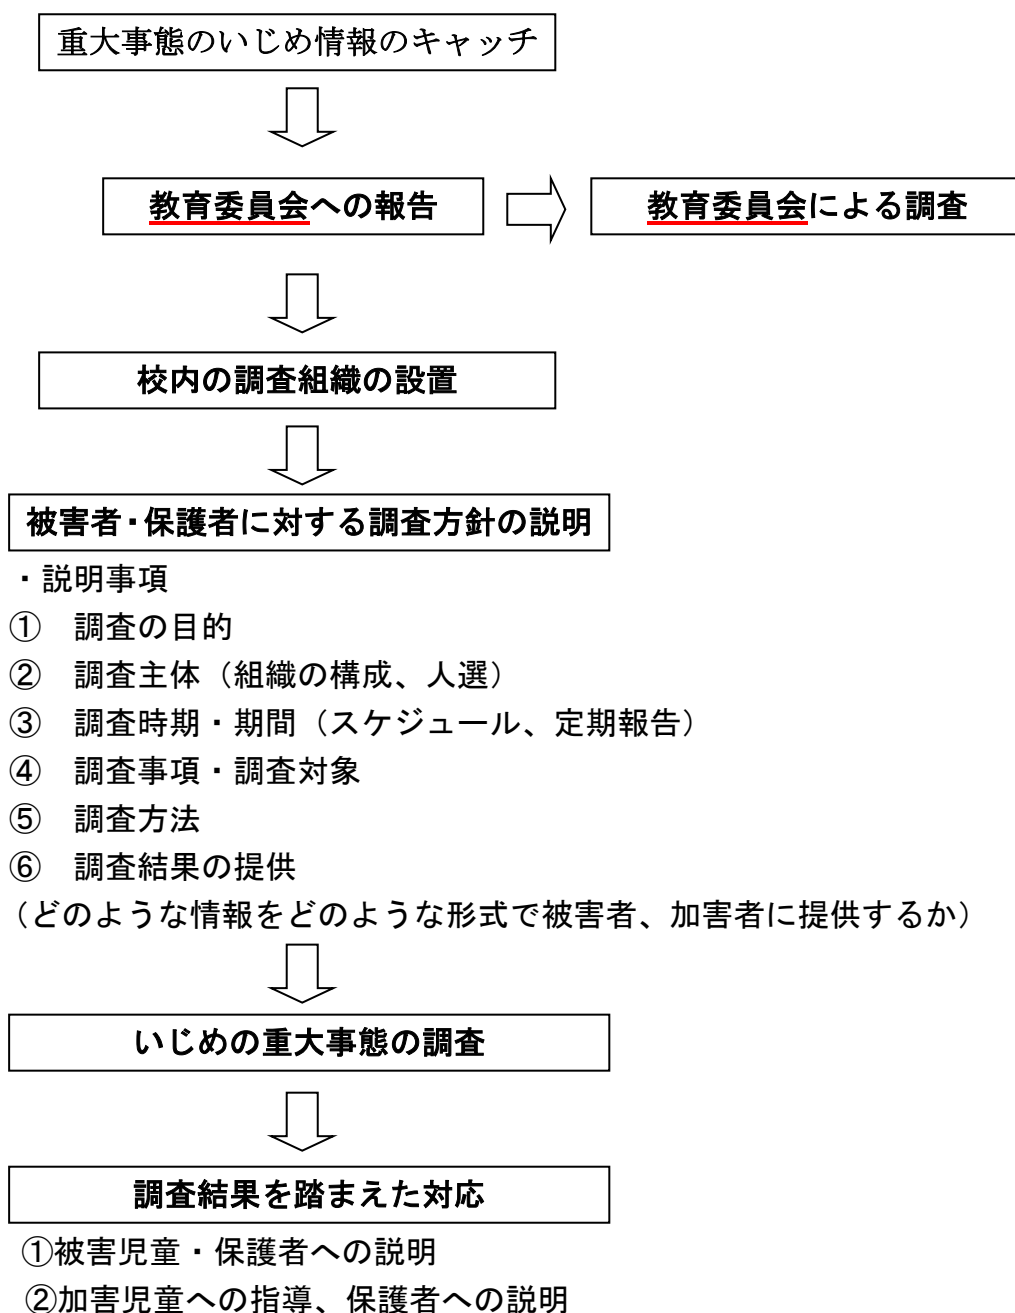 重大事態のいじめ情報のキャッチ
教育委員会への報告
教育委員会による調査
校内の調査組織の設置
被害者・保護者に対する調査方針の説明
・説明事項
① 調査の目的
② 調査主体（組織の構成、人選）
③ 調査時期・期間（スケジュール、定期報告）
④ 調査事項・調査対象
⑤ 調査方法
⑥ 調査結果の提供
（どのような情報をどのような形式で被害者、加害者に提供するか）
いじめの重大事態の調査
調査結果を踏まえた対応
①被害児童・保護者への説明
②加害児童への指導、保護者への説明